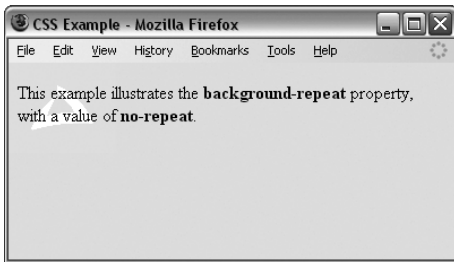 CSS Example - Mozilla Firefox
File Edit View History Bookmarks Tools Help
This example illustrates the background-repeat property,
with a value of no-repeat.